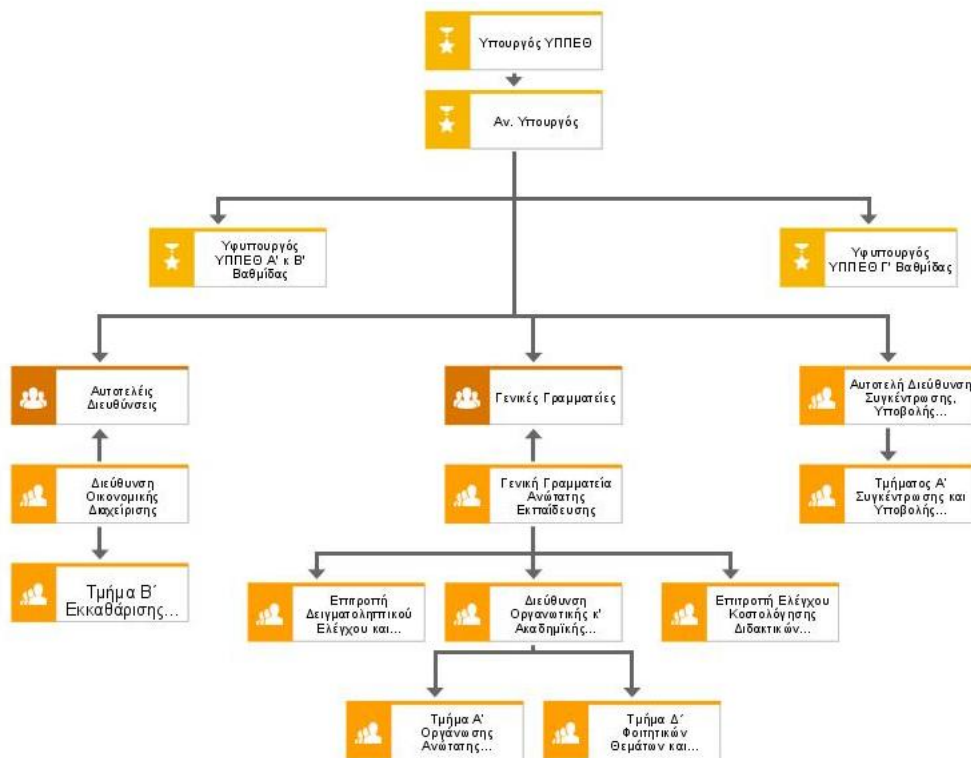 Υπουργός ΥΠΠΕΘ
Αν. Υπουργός
Υφυπουργός
ΥΠΠΕΘ Α' κ Β'
Βαθμίδας
Υφυπουργός
ΥΠΠΕΘ Γ' Βαθμίδας
Αυτοτελείς
Διευθύνσεις
Γενικές Γραμματείες
Αυτοτελή Διεύθυνση
Συγκέντρωσης,
Υποβολής...
Διεύθυνση
Οικονομικής
Διαχείρισης
Γενική Γραμματεία
Ανώτατης
Εκπαίδευσης
Τμήματος Α'
Συγκέντρωσης και
Υποβολής...
Τμήμα Β΄
Εκκαθάρισης...
Επιτροπή
Δειγματοληπτικού
Ελέγχου και...
Διεύθυνση
Οργανωτικής κ'
Ακαδημϊκής...
Επιτροπή Ελέγχου
Κοστολόγησης
Διδακτικών...
Τμήμα Α'
Οργάνωσης
Ανώτατης...
Τμήμα Δ΄
Φοιτητικών
Θεμάτων και...